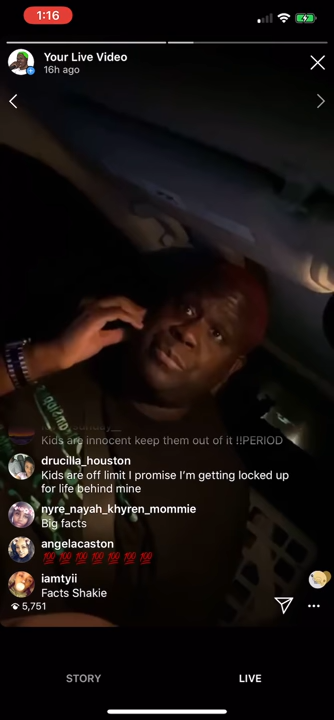 1:16
Your Live Video
16h ago
Kids are innocent keep them out of it !!PERIOD
drucilla_houston
Kids are off limit I promise I'm getting locked up
for life behind mine
nyre_nayah_khyren_mommie
Big facts
angelacaston
💯💯💯💯💯💯💯
iamtyii
Facts Shakie
5,751
STORY
LIVE